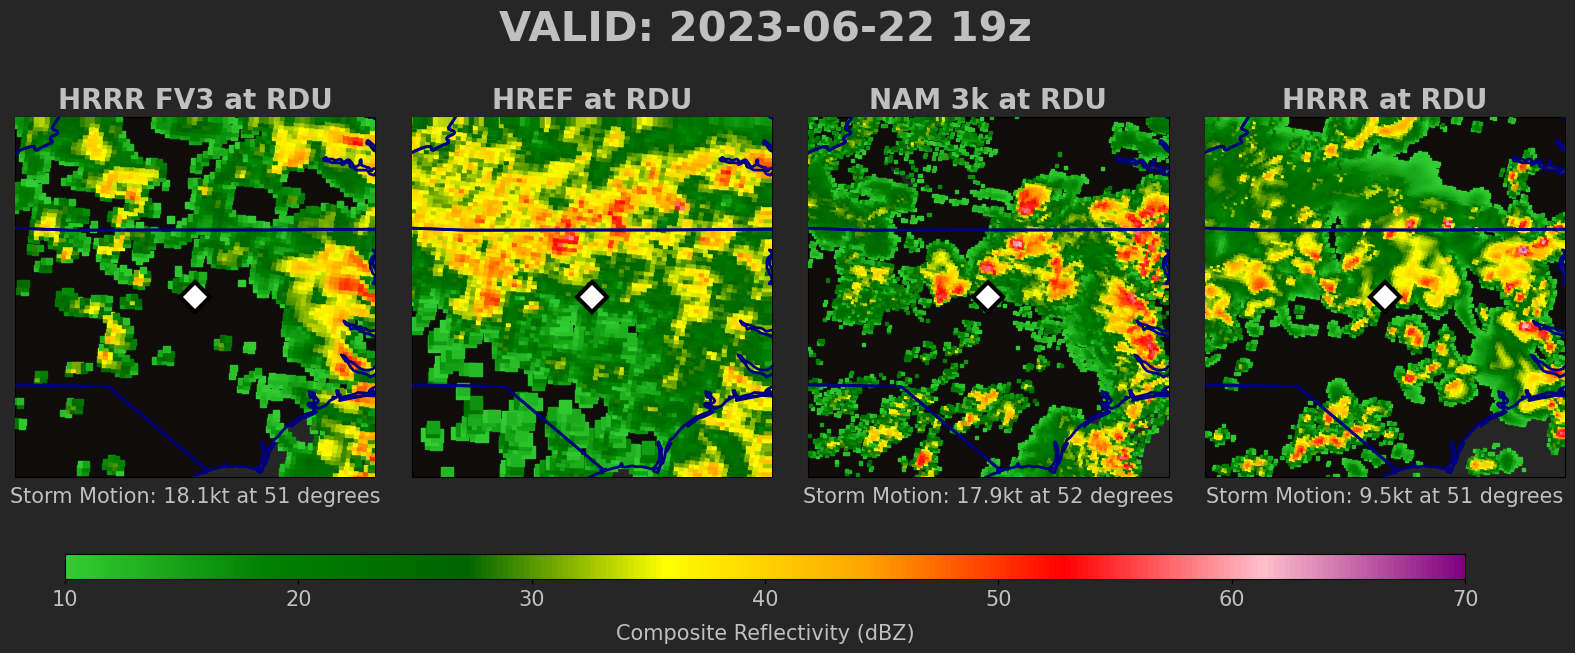 VALID: 2023-06-22 19z
HRRR FV3 at RDU
HREF at RDU
NAM 3k at RDU
HRRR at RDU
Storm Motion: 18.1kt at 51 degrees
Storm Motion: 17.9kt at 52 degrees
Storm Motion: 9.5kt at 51 degrees
10 20 30 40 50 60 70
Composite Reflectivity (dBZ)